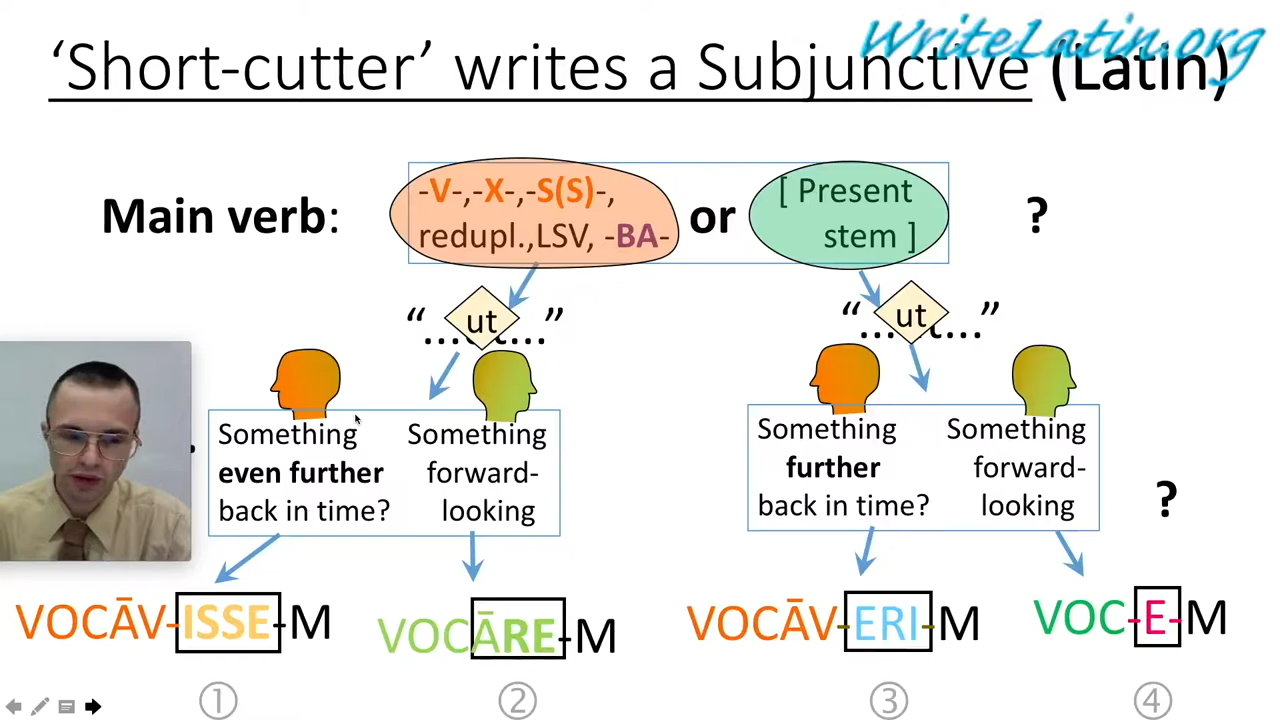 WriteLatin.org
‘Short-cutter’ writes a Subjunctive (Latin)
Main verb:
-V-,-X-,-S(S)-,
redupl.,LSV, -BA-
or
[ Present
stem ]
?
“...ut...”
ut
“...ut...”
ut
Something
even further
back in time?
Something
forward-
looking
Something
further
back in time?
Something
forward-
looking
?
VOCĀV-ISSE-M
VOCĀRE-M
VOCĀV-ERI-M
VOC-E-M
①
②
③
④